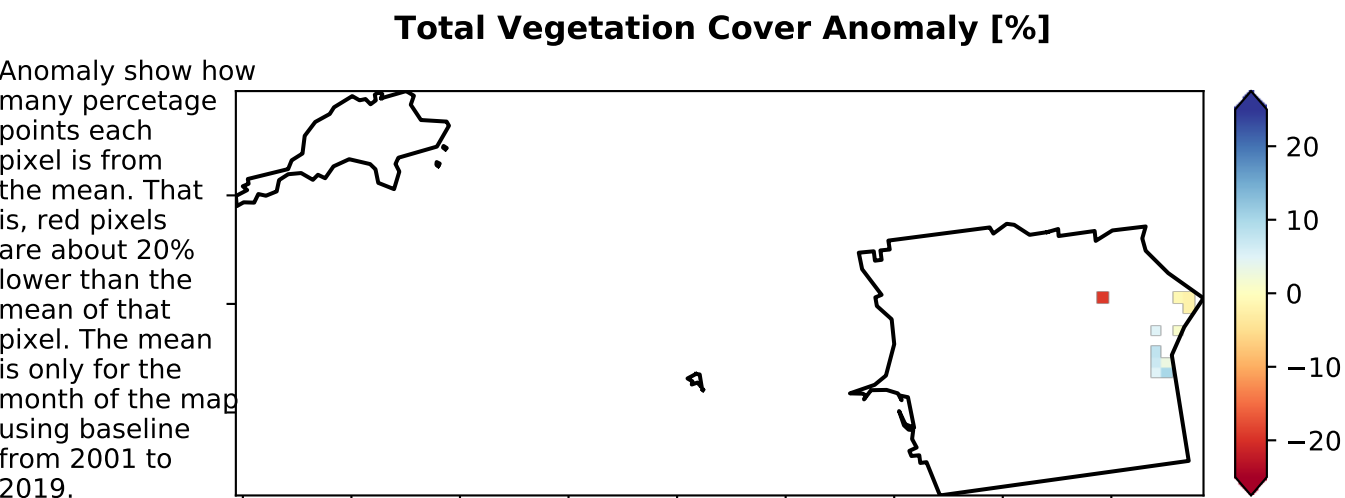 Total Vegetation Cover Anomaly [%]
Anomaly show how
many percetage
points each
pixel is from
the mean. That
is, red pixels
are about 20%
lower than the
mean of that
pixel. The mean
is only for the
month of the map
using baseline
from 2001 to
2019.
20
10
0
−10
−20